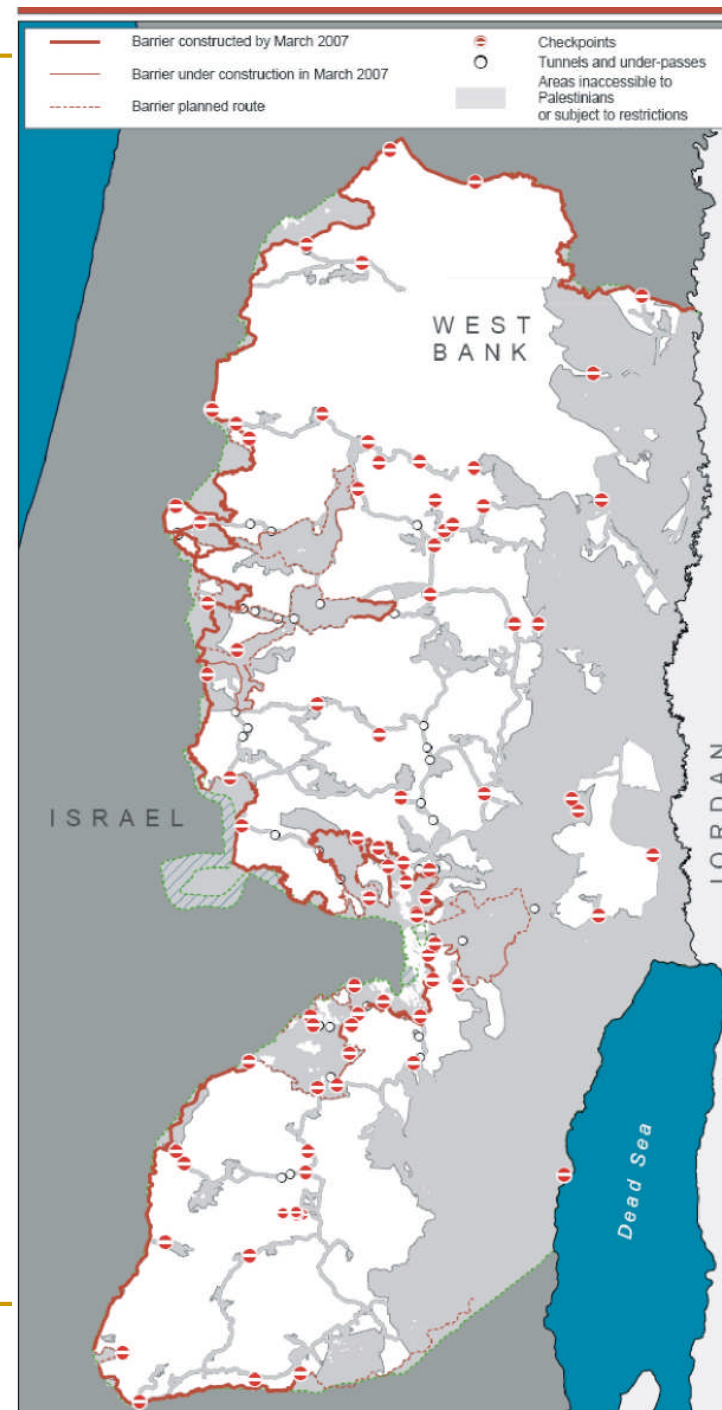 Barrier constructed by March 2007
Barrier under construction in March 2007
Barrier planned route
Checkpoints
Tunnels and under-passes
Areas inaccessible to
Palestinians
or subject to restrictions
WEST
BANK
ISRAEL
JORDAN
Dead Sea